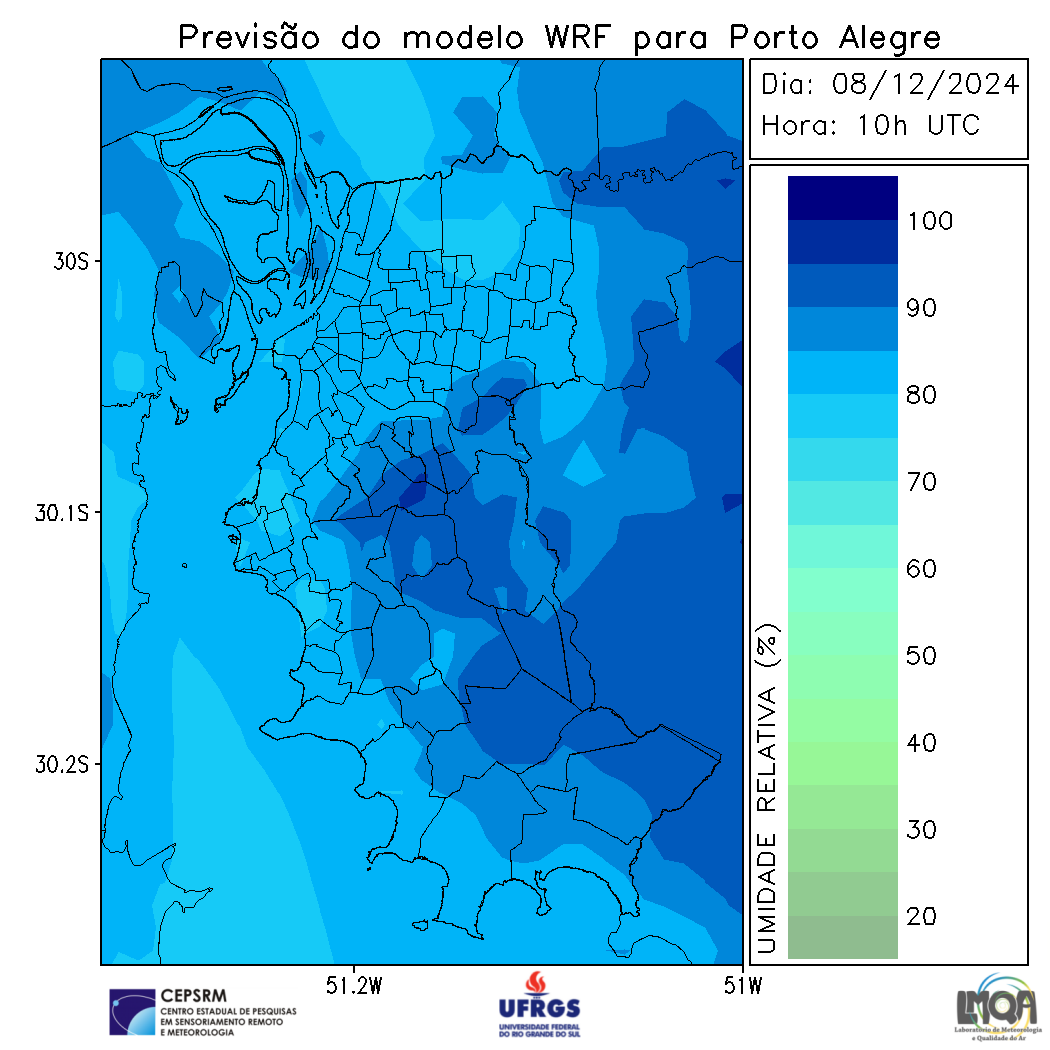 Previsão do modelo WRF para Porto Alegre
Dia: 08/12/2024
Hora: 10h UTC
30S
30.1S
30.2S
51.2W
51W
UMIDADE RELATIVA (%)
100
90
80
70
60
50
40
30
20
CEPSRM
CENTRO ESTADUAL DE PESQUISAS
EM SENSORIAMENTO REMOTO
E METEOROLOGIA
UFRGS
UNIVERSIDADE FEDERAL
DO RIO GRANDE DO SUL
LMQA
Laboratório de Meteorologia
e Qualidade do Ar